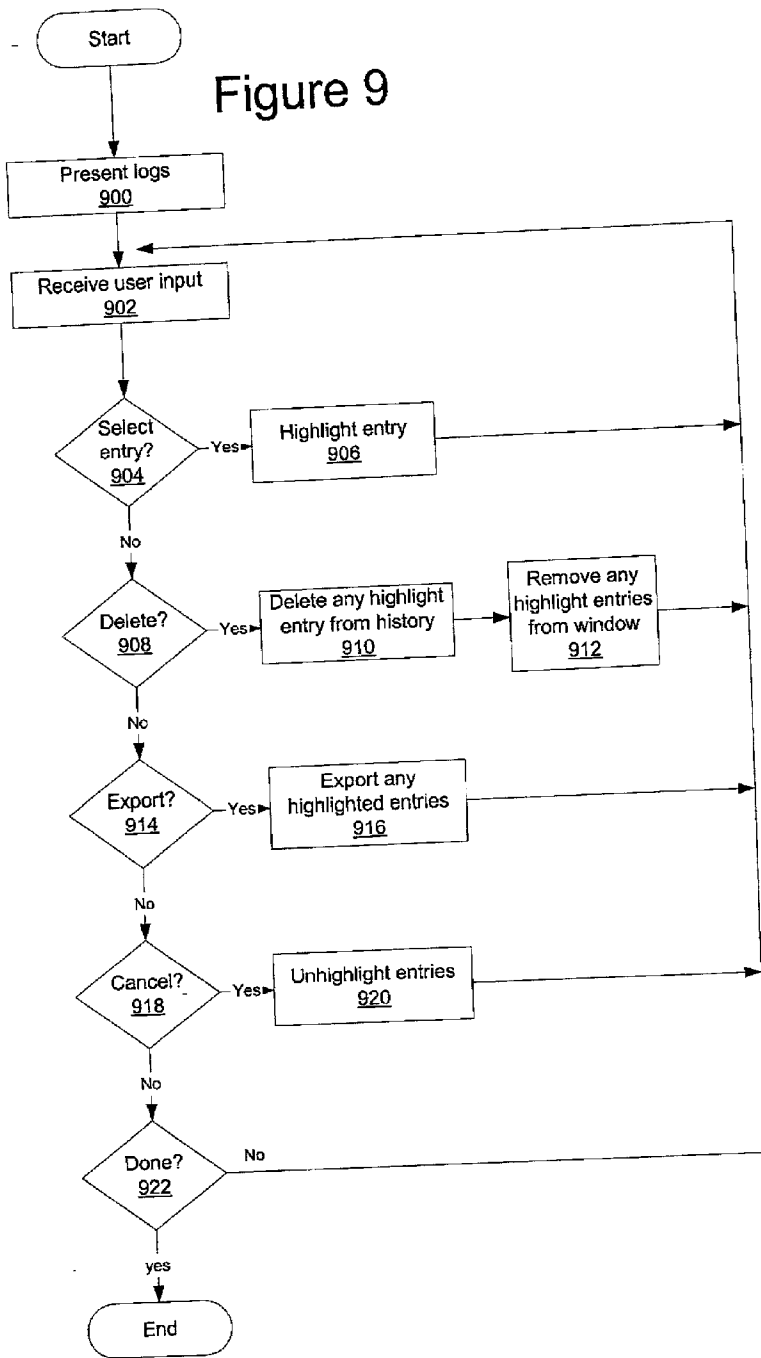 Start
Figure 9
Present logs
900
Receive user input
902
Select
entry?
904
Yes
Highlight entry
906
No
Delete?
908
Yes
Delete any highlight
entry from history
910
Remove any
highlight entries
from window
912
No
Export?
914
Yes
Export any
highlighted entries
916
No
Cancel?
918
Yes
Unhighlight entries
920
No
Done?
922
No
yes
End